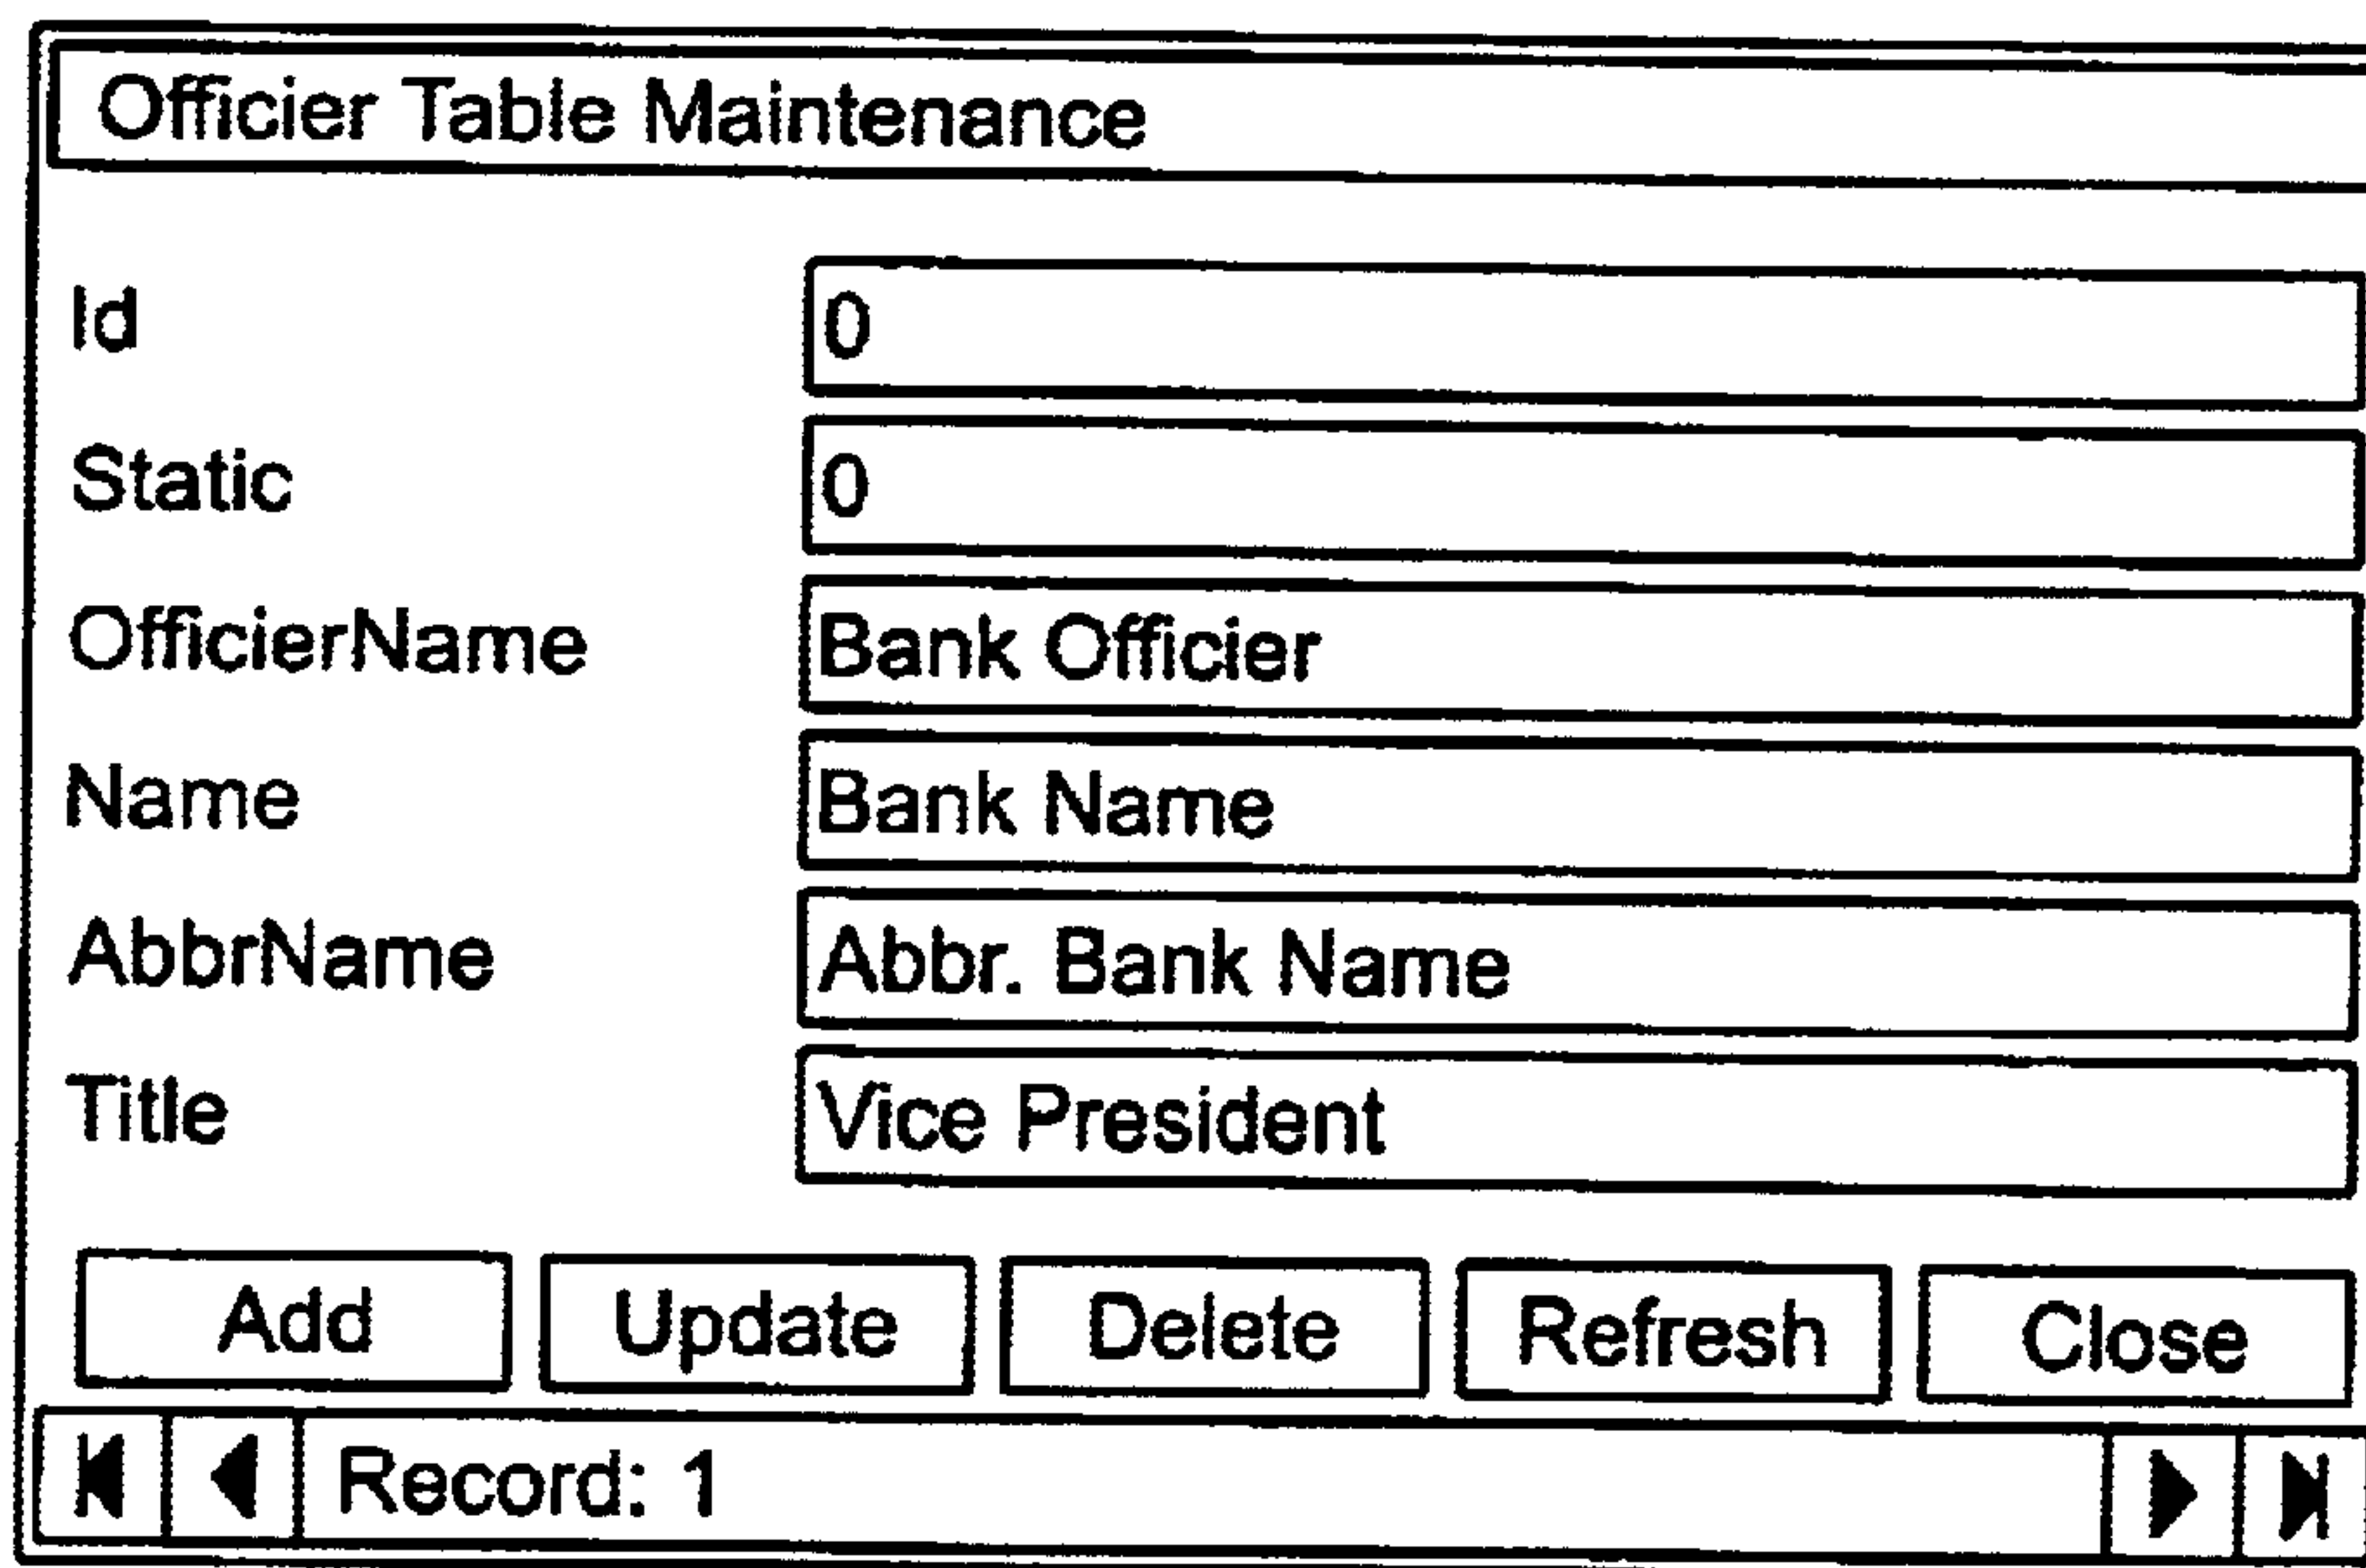 Officier Table Maintenance
Id 0
Static 0
OfficierName Bank Officier
Name Bank Name
AbbrName Abbr. Bank Name
Title Vice President
Add Update Delete Refresh Close
Record: 1